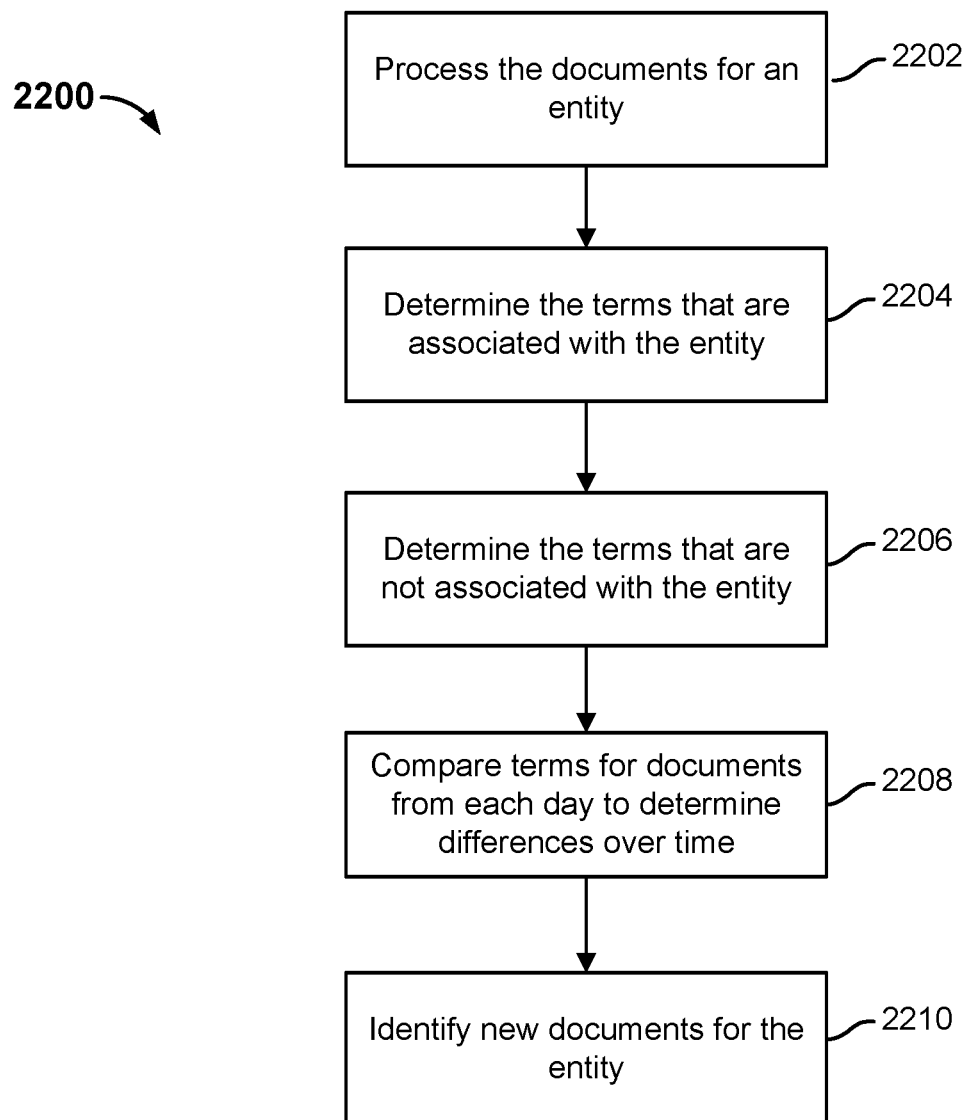 2200
Process the documents for an
entity
2202
Determine the terms that are
associated with the entity
2204
Determine the terms that are
not associated with the entity
2206
Compare terms for documents
from each day to determine
differences over time
2208
Identify new documents for the
entity
2210